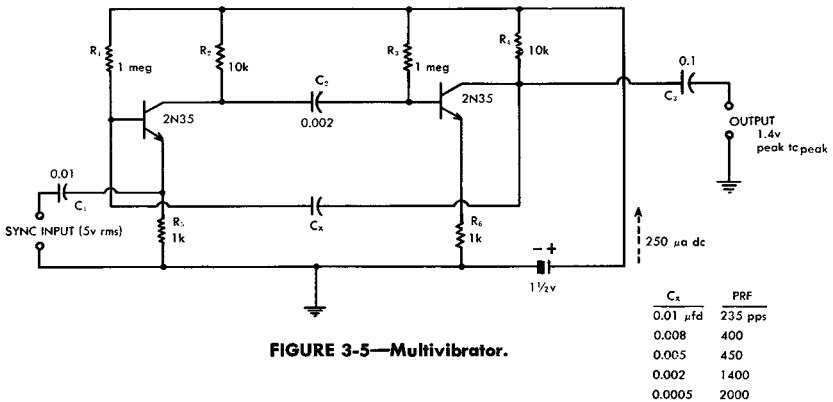 R₁
1 meg
R₂
10k
R₃
1 meg
R₄
10k
C₂
0.002
2N35
2N35
0.1
C₃
OUTPUT
1.4v
peak tc peak
0.01
C₁
SYNC INPUT (5v rms)
R₅
1k
Cx
R₆
1k
- +
1½v
250 µa dc
Cx PRF
0.01 µfd 235 pps
0.008 400
0.005 450
0.002 1400
0.0005 2000
FIGURE 3-5—Multivibrator.